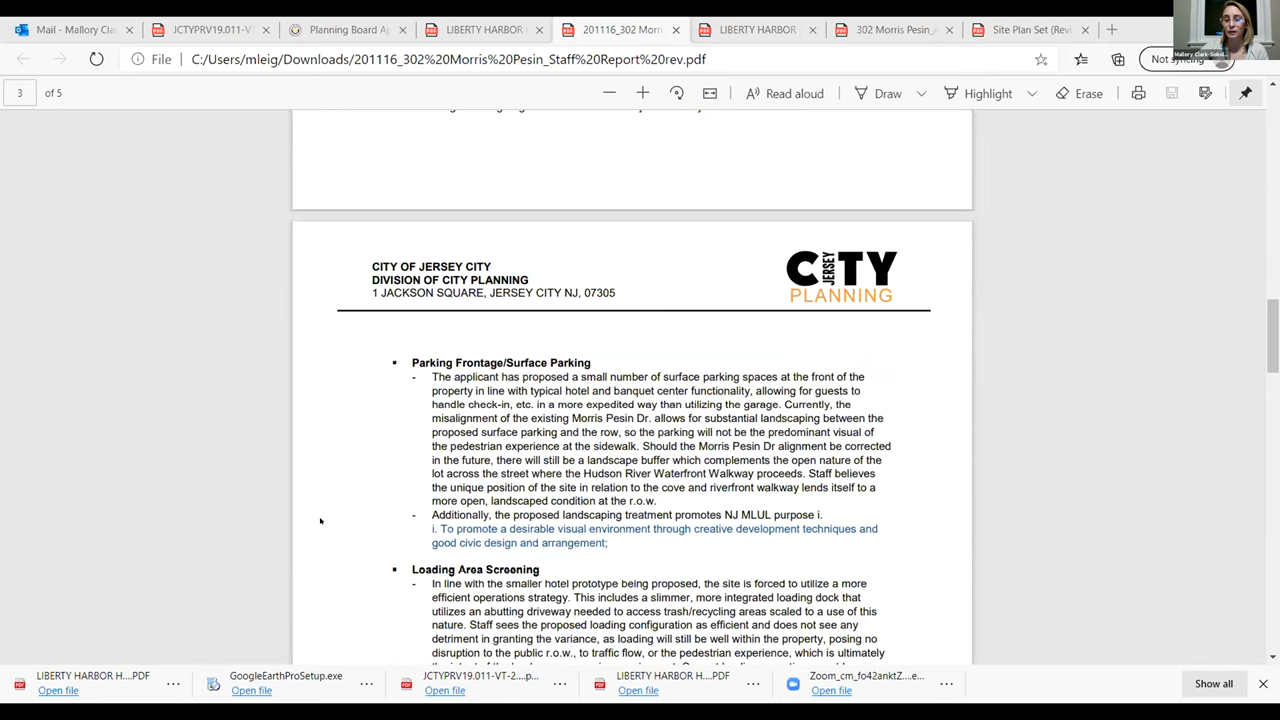 Mail - Mallory Cla
JCTYPRV19.011-VT-
Planning Board A
LIBERTY HARBOR
201116_302 Morri
LIBERTY HARBOR
302 Morris Pesin_
Site Plan Set (Revi
File
C:/Users/mleig/Downloads/201116_302%20Morris%20Pesin_Staff%20Report%20rev.pdf
Mallory Clark-Sokol...
Not syncing
3 of 5
Read aloud
Draw
Highlight
Erase
CITY OF JERSEY CITY
DIVISION OF CITY PLANNING
1 JACKSON SQUARE, JERSEY CITY NJ, 07305
JERSEY CITY
PLANNING
▪ Parking Frontage/Surface Parking
- The applicant has proposed a small number of surface parking spaces at the front of the
property in line with typical hotel and banquet center functionality, allowing for guests to
handle check-in, etc. in a more expedited way than utilizing the garage. Currently, the
misalignment of the existing Morris Pesin Dr. allows for substantial landscaping between the
proposed surface parking and the row, so the parking will not be the predominant visual of
the pedestrian experience at the sidewalk. Should the Morris Pesin Dr alignment be corrected
in the future, there will still be a landscape buffer which complements the open nature of the
lot across the street where the Hudson River Waterfront Walkway proceeds. Staff believes
the unique position of the site in relation to the cove and riverfront walkway lends itself to a
more open, landscaped condition at the r.o.w.
- Additionally, the proposed landscaping treatment promotes NJ MLUL purpose i.
i. To promote a desirable visual environment through creative development techniques and
good civic design and arrangement;
▪ Loading Area Screening
- In line with the smaller hotel prototype being proposed, the site is forced to utilize a more
efficient operations strategy. This includes a slimmer, more integrated loading dock that
utilizes an abutting driveway needed to access trash/recycling areas scaled to a use of this
nature. Staff sees the proposed loading configuration as efficient and does not see any
detriment in granting the variance, as loading will still be well within the property, posing no
disruption to the public r.o.w., to traffic flow, or the pedestrian experience, which is ultimately
LIBERTY HARBOR H....PDF
Open file
GoogleEarthProSetup.exe
Open file
JCTYPRV19.011-VT-2....p...
Open file
LIBERTY HARBOR H....PDF
Open file
Zoom_cm_fo42anktZ....e...
Open file
Show all